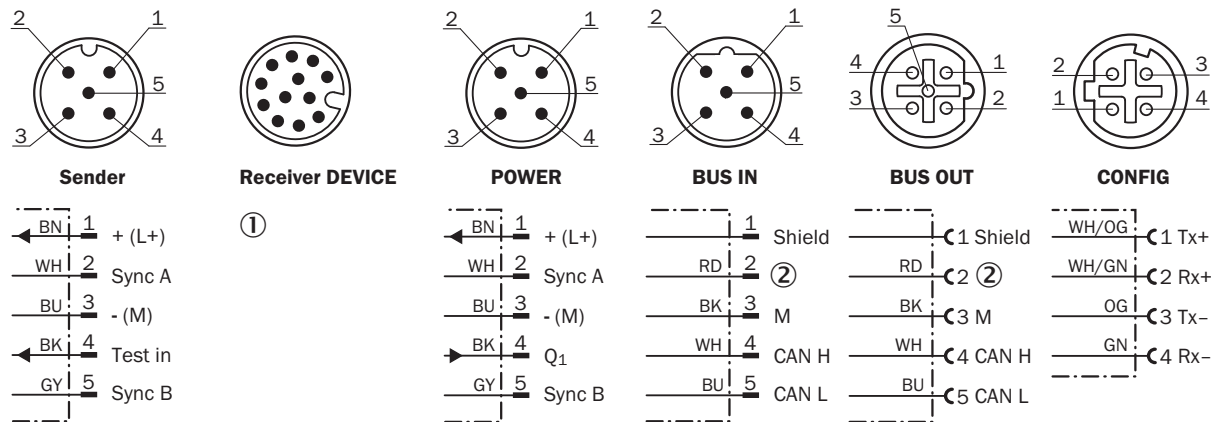 2 1 5 3 4
2 1 5 3 4
2 1 5 3 4
5 4 1 3 2
2 3 1 4
Sender
Receiver DEVICE
POWER
BUS IN
BUS OUT
CONFIG
BN 1 + (L+)
WH 2 Sync A
BU 3 - (M)
BK 4 Test in
GY 5 Sync B
①
BN 1 + (L+)
WH 2 Sync A
BU 3 - (M)
BK 4 Q1
GY 5 Sync B
1 Shield
RD 2 ②
BK 3 M
WH 4 CAN H
BU 5 CAN L
1 Shield
RD 2 ②
BK 3 M
WH 4 CAN H
BU 5 CAN L
WH/OG 1 Tx+
WH/GN 2 Rx+
OG 3 Tx–
GN 4 Rx–